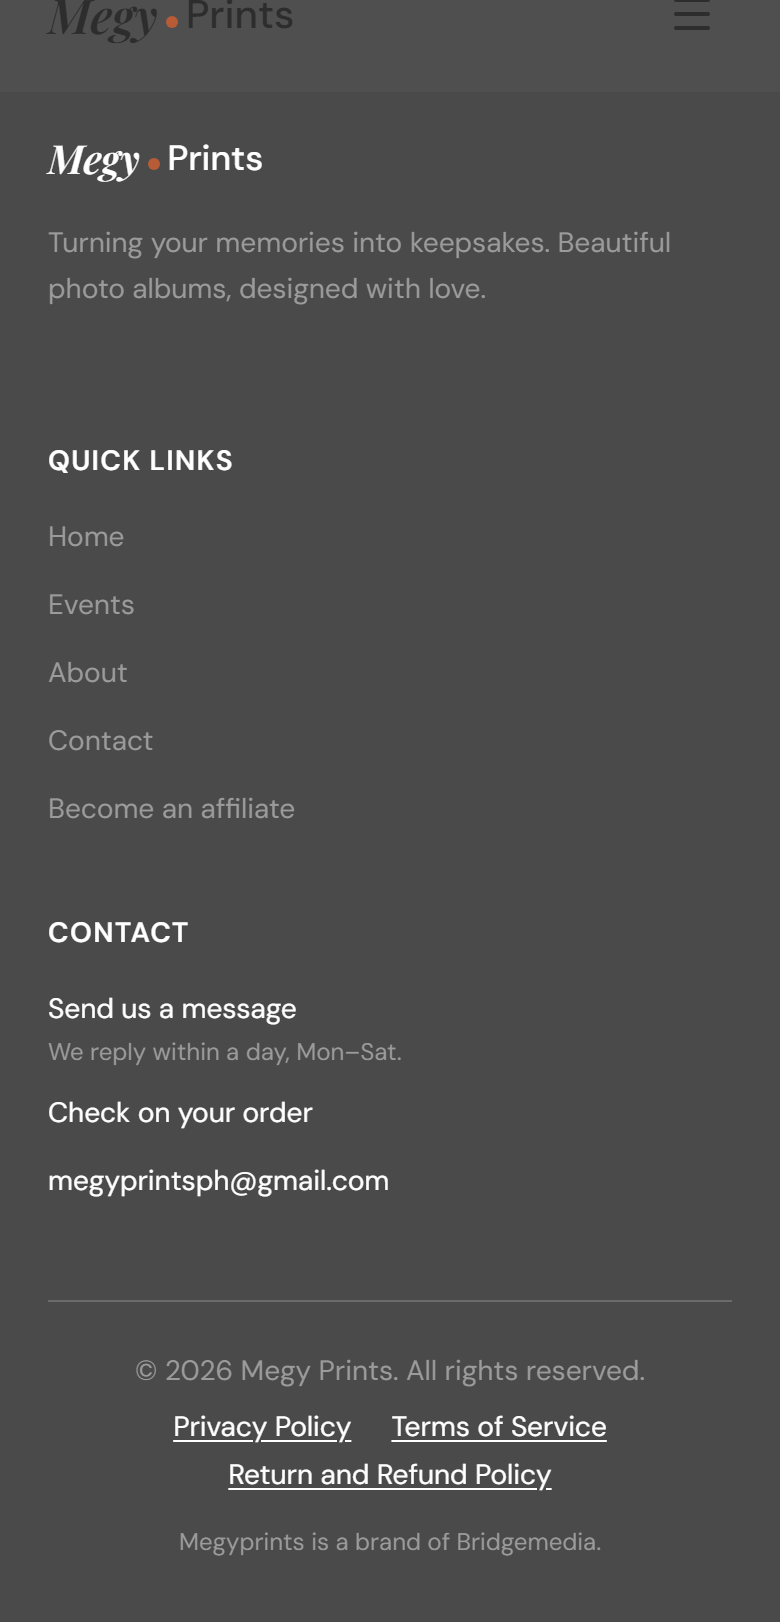 Megy Prints
Megy Prints
Turning your memories into keepsakes. Beautiful
photo albums, designed with love.
QUICK LINKS
Home
Events
About
Contact
Become an affiliate
CONTACT
Send us a message
We reply within a day, Mon–Sat.
Check on your order
megyprintsph@gmail.com
© 2026 Megy Prints. All rights reserved.
Privacy Policy Terms of Service
Return and Refund Policy
Megyprints is a brand of Bridgemedia.